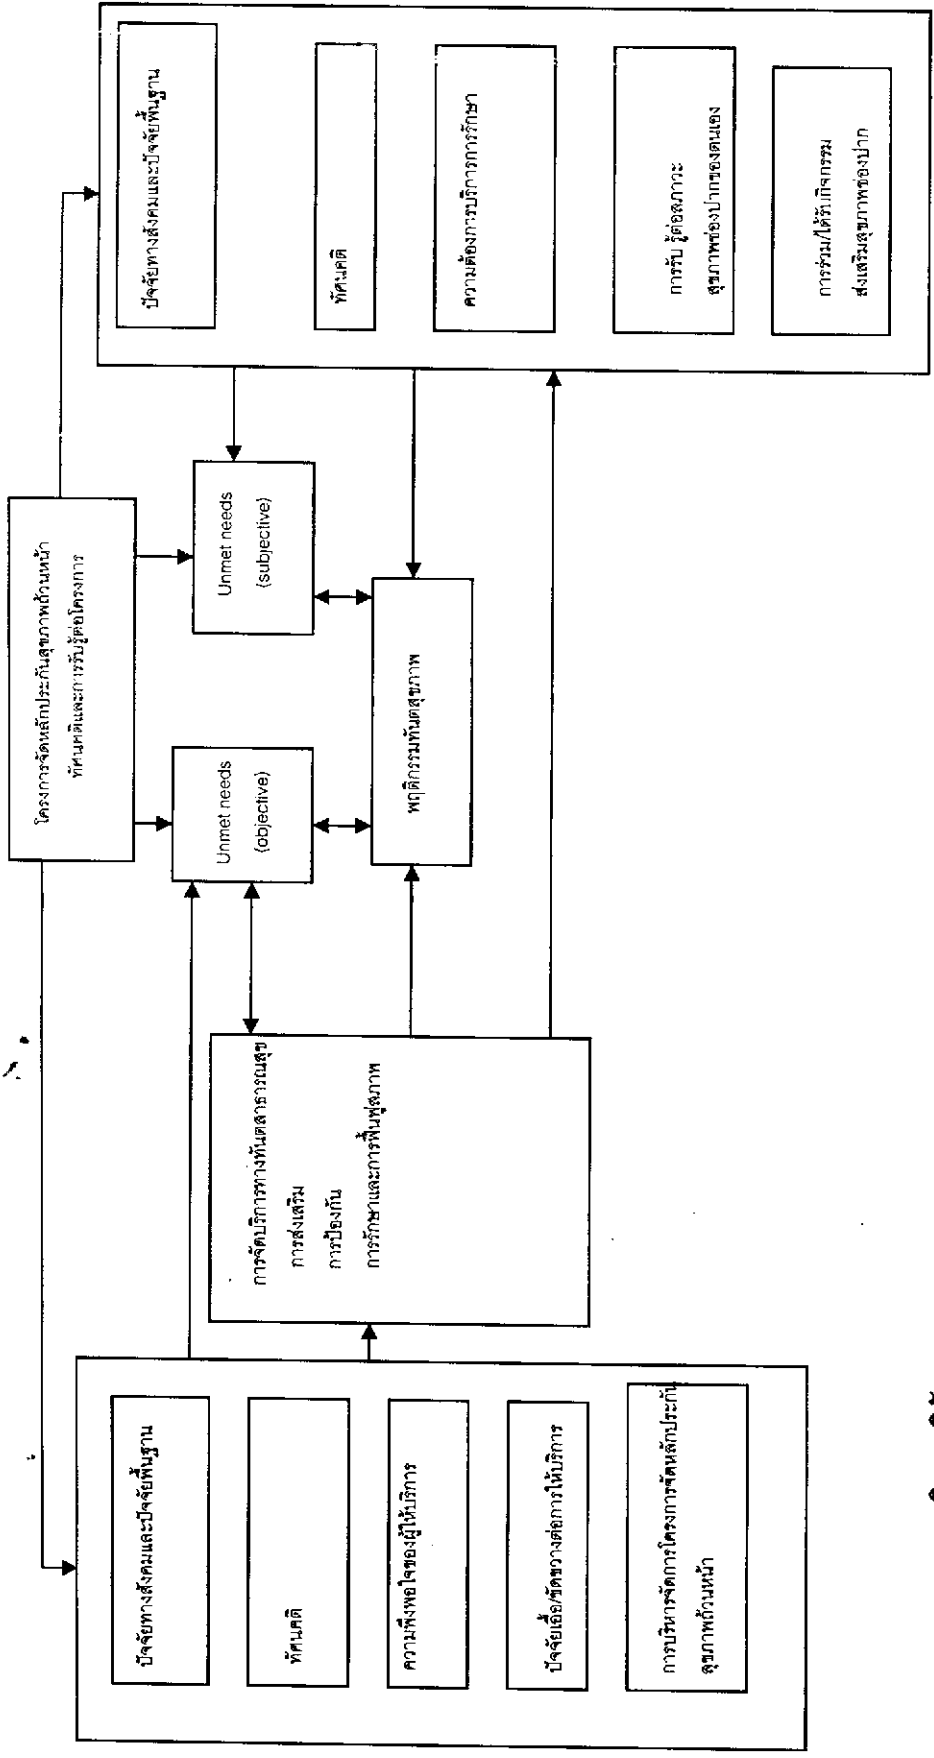 โครงการจัดหลักประกันสุขภาพถ้วนหน้า
ทัศนคติและการรับรู้ต่อโครงการ
ปัจจัยทางสังคมและปัจจัยพื้นฐาน
ทัศนคติ
ความพึงพอใจของผู้ให้บริการ
ปัจจัยเอื้อ/ขัดขวางต่อการให้บริการ
การบริหารจัดการโครงการจัดหลักประกัน
สุขภาพถ้วนหน้า
การจัดบริการทางทันตสาธารณสุข
การส่งเสริม
การป้องกัน
การรักษาและการฟื้นฟูสภาพ
Unmet needs
(objective)
Unmet needs
(subjective)
พฤติกรรมทันตสุขภาพ
ปัจจัยทางสังคมและปัจจัยพื้นฐาน
ทัศนคติ
ความต้องการบริการการรักษา
การรับ รู้ต่อสภาวะ
สุขภาพช่องปากของตนเอง
การร่วม/ได้รับกิจกรรม
ส่งเสริมสุขภาพช่องปาก